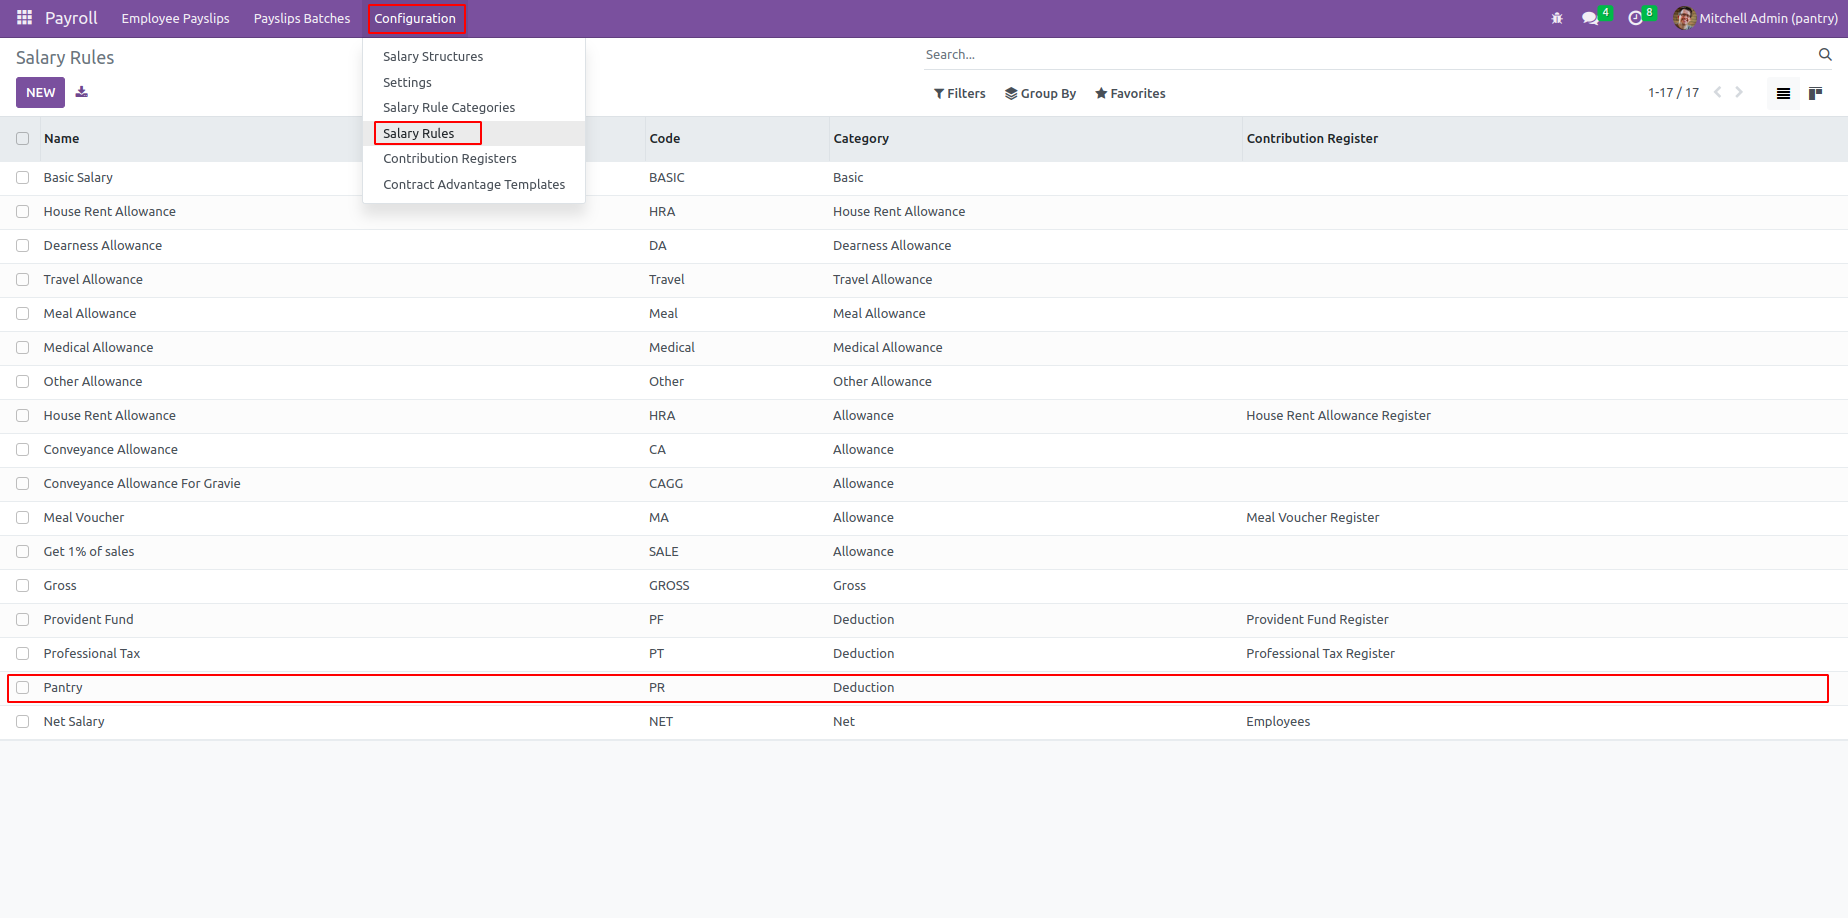 Payroll Employee Payslips Payslips Batches Configuration 4 8 Mitchell Admin (pantry)
Salary Rules
Search...
NEW
Filters Group By Favorites 1-17 / 17
Salary Structures
Settings
Salary Rule Categories
Salary Rules
Contribution Registers
Contract Advantage Templates
Name Code Category Contribution Register
Basic Salary BASIC Basic
House Rent Allowance HRA House Rent Allowance
Dearness Allowance DA Dearness Allowance
Travel Allowance Travel Travel Allowance
Meal Allowance Meal Meal Allowance
Medical Allowance Medical Medical Allowance
Other Allowance Other Other Allowance
House Rent Allowance HRA Allowance House Rent Allowance Register
Conveyance Allowance CA Allowance
Conveyance Allowance For Gravie CAGG Allowance
Meal Voucher MA Allowance Meal Voucher Register
Get 1% of sales SALE Allowance
Gross GROSS Gross
Provident Fund PF Deduction Provident Fund Register
Professional Tax PT Deduction Professional Tax Register
Pantry PR Deduction
Net Salary NET Net Employees